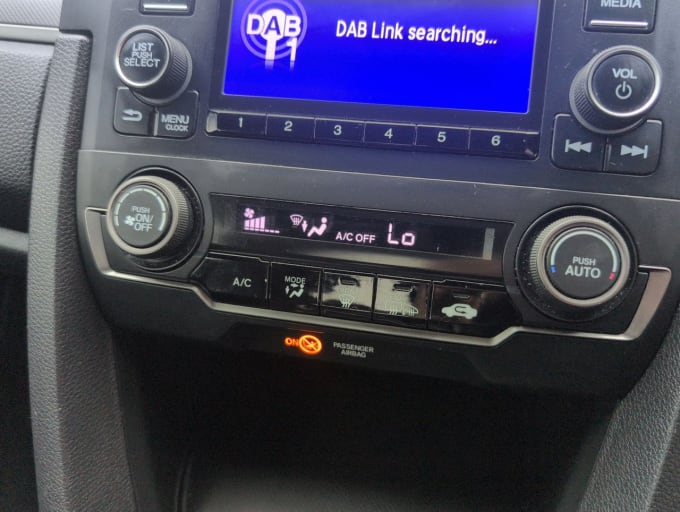 MEDIA
DAB
1
DAB Link searching...
LIST
PUSH
SELECT
VOL
MENU
CLOCK
1 2 3 4 5 6
PUSH
ON/
OFF
A/C OFF Lo
PUSH
AUTO
A/C
MODE
ON
PASSENGER
AIRBAG